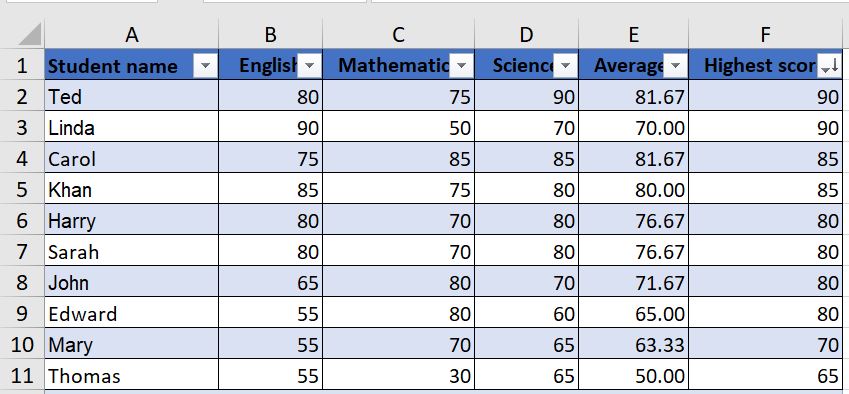 A B C D E F
1 Student name English Mathematic Science Average Highest scor
2 Ted 80 75 90 81.67 90
3 Linda 90 50 70 70.00 90
4 Carol 75 85 85 81.67 85
5 Khan 85 75 80 80.00 85
6 Harry 80 70 80 76.67 80
7 Sarah 80 70 80 76.67 80
8 John 65 80 70 71.67 80
9 Edward 55 80 60 65.00 80
10 Mary 55 70 65 63.33 70
11 Thomas 55 30 65 50.00 65